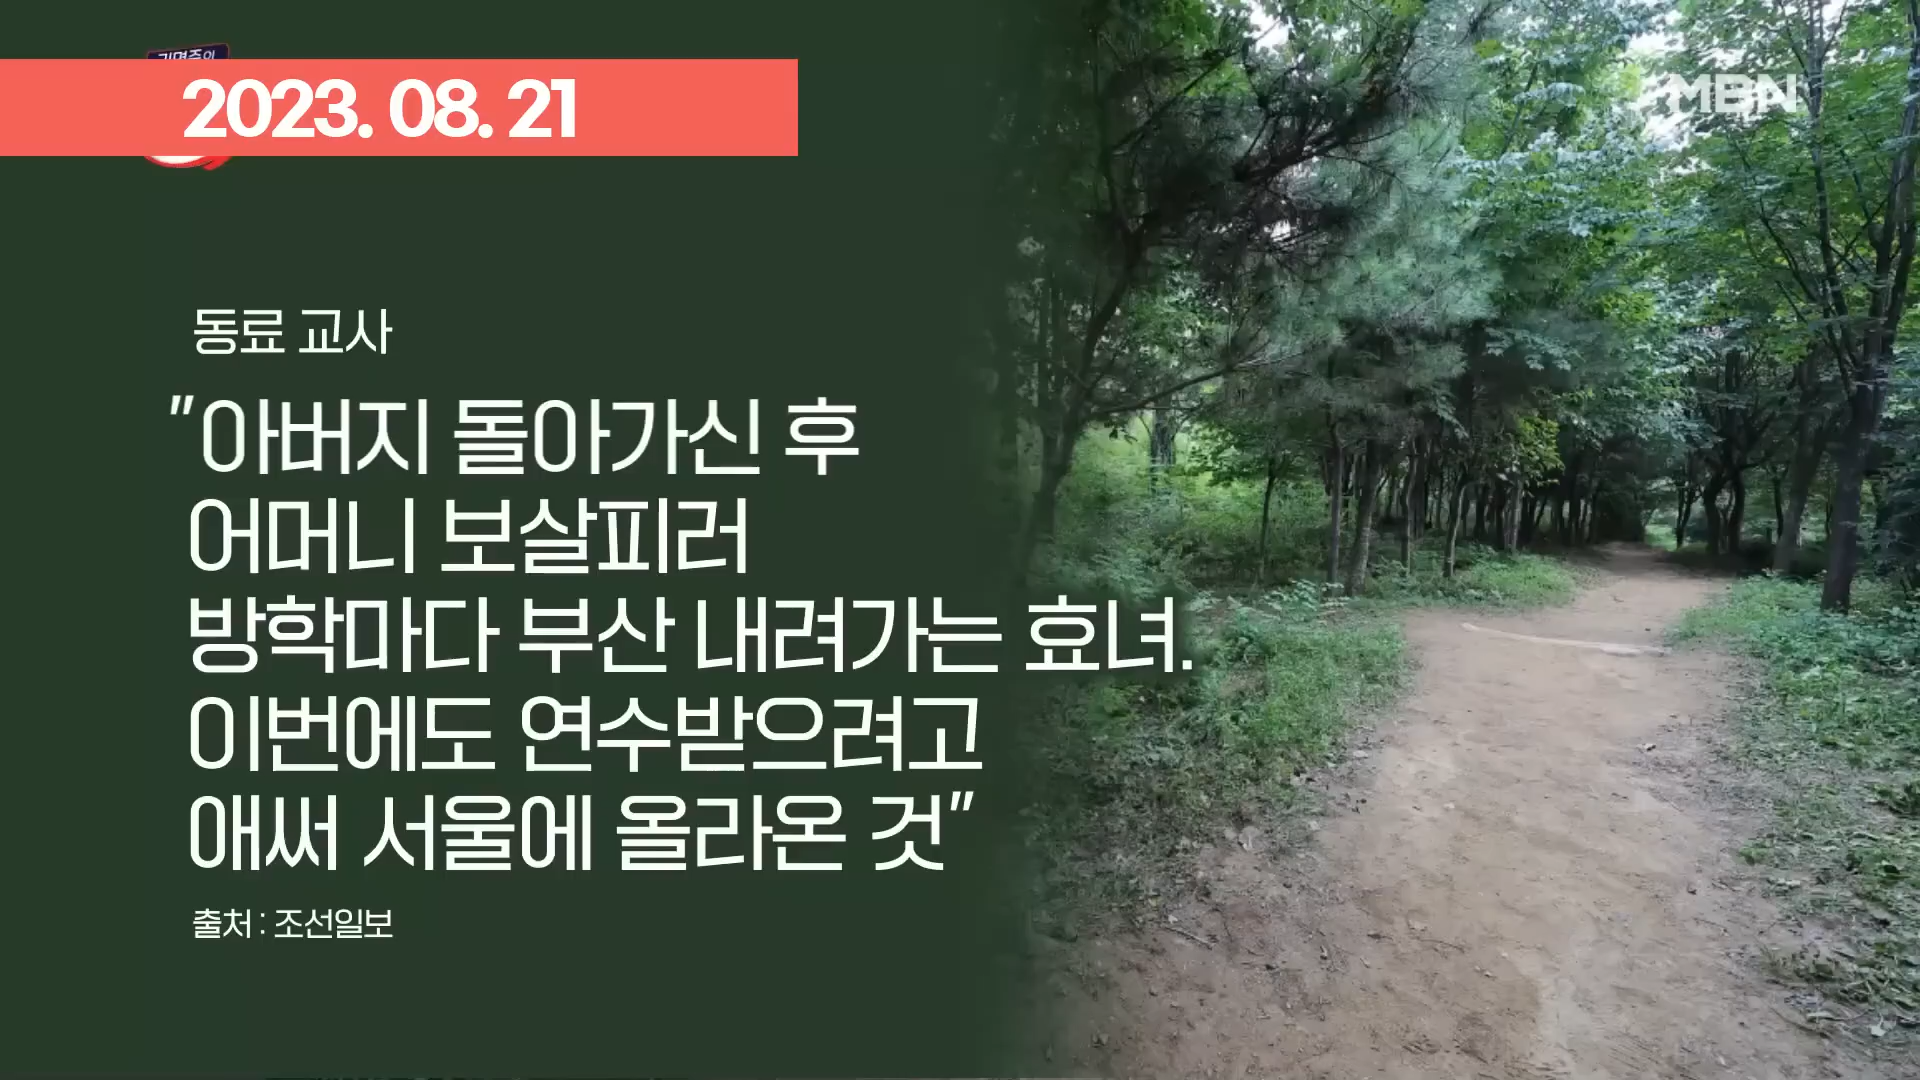 2023. 08. 21
MBN
동료 교사
"아버지 돌아가신 후
어머니 보살피러
방학마다 부산 내려가는 효녀.
이번에도 연수받으려고
애써 서울에 올라온 것"
출처 : 조선일보